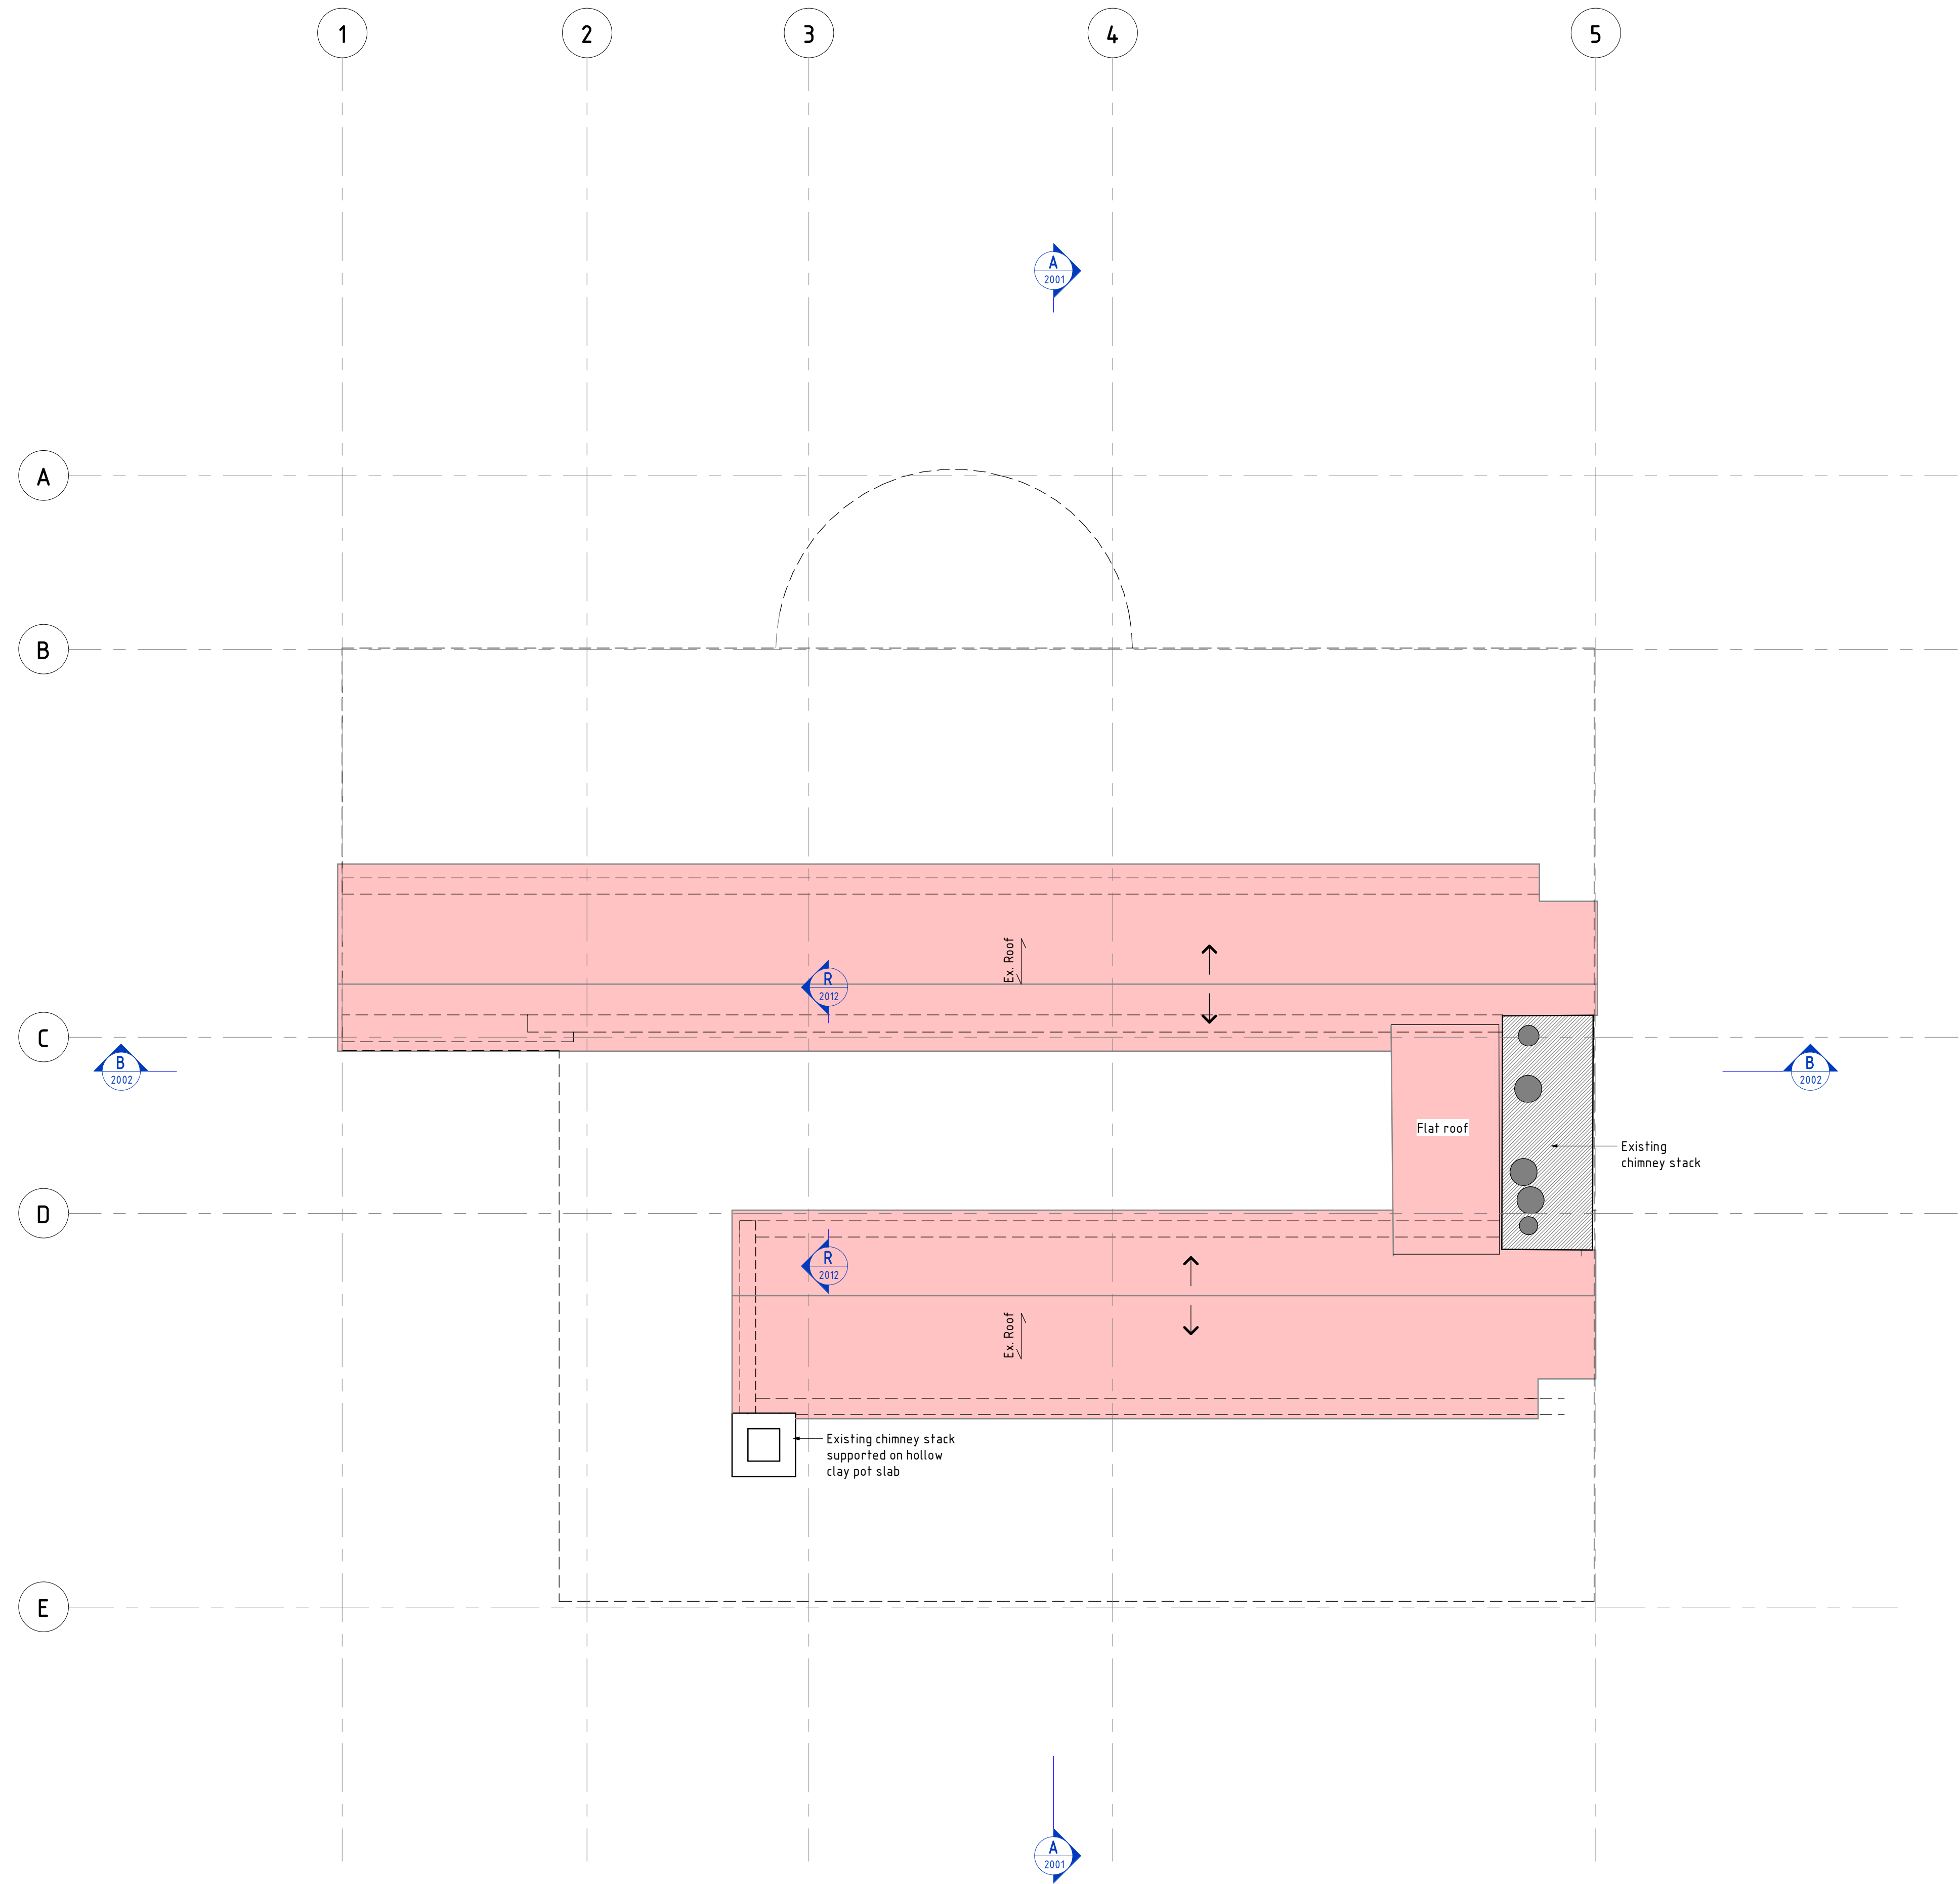 1
2
3
4
5
A
2001
A
B
Ex. Roof
R
2012
C
B
2002
B
2002
Flat roof
Existing
chimney stack
D
R
2012
Ex. Roof
Existing chimney stack
supported on hollow
clay pot slab
E
A
2001